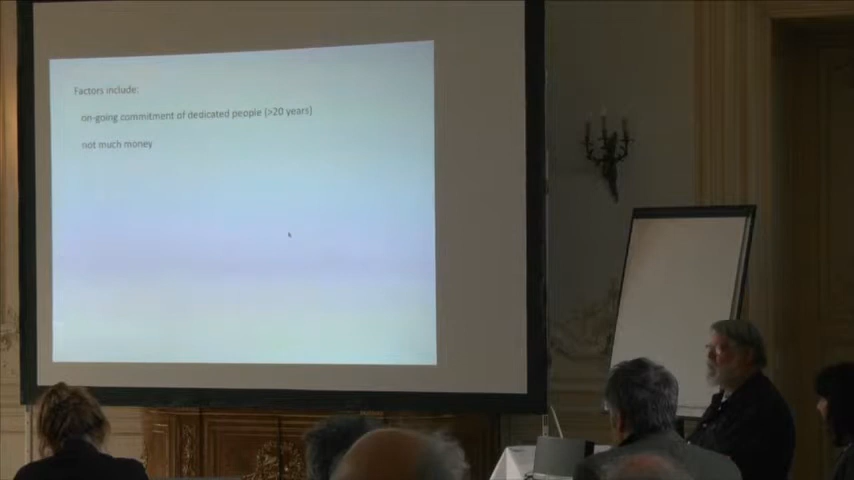 Factors include:
on-going commitment of dedicated people (>20 years)
not much money